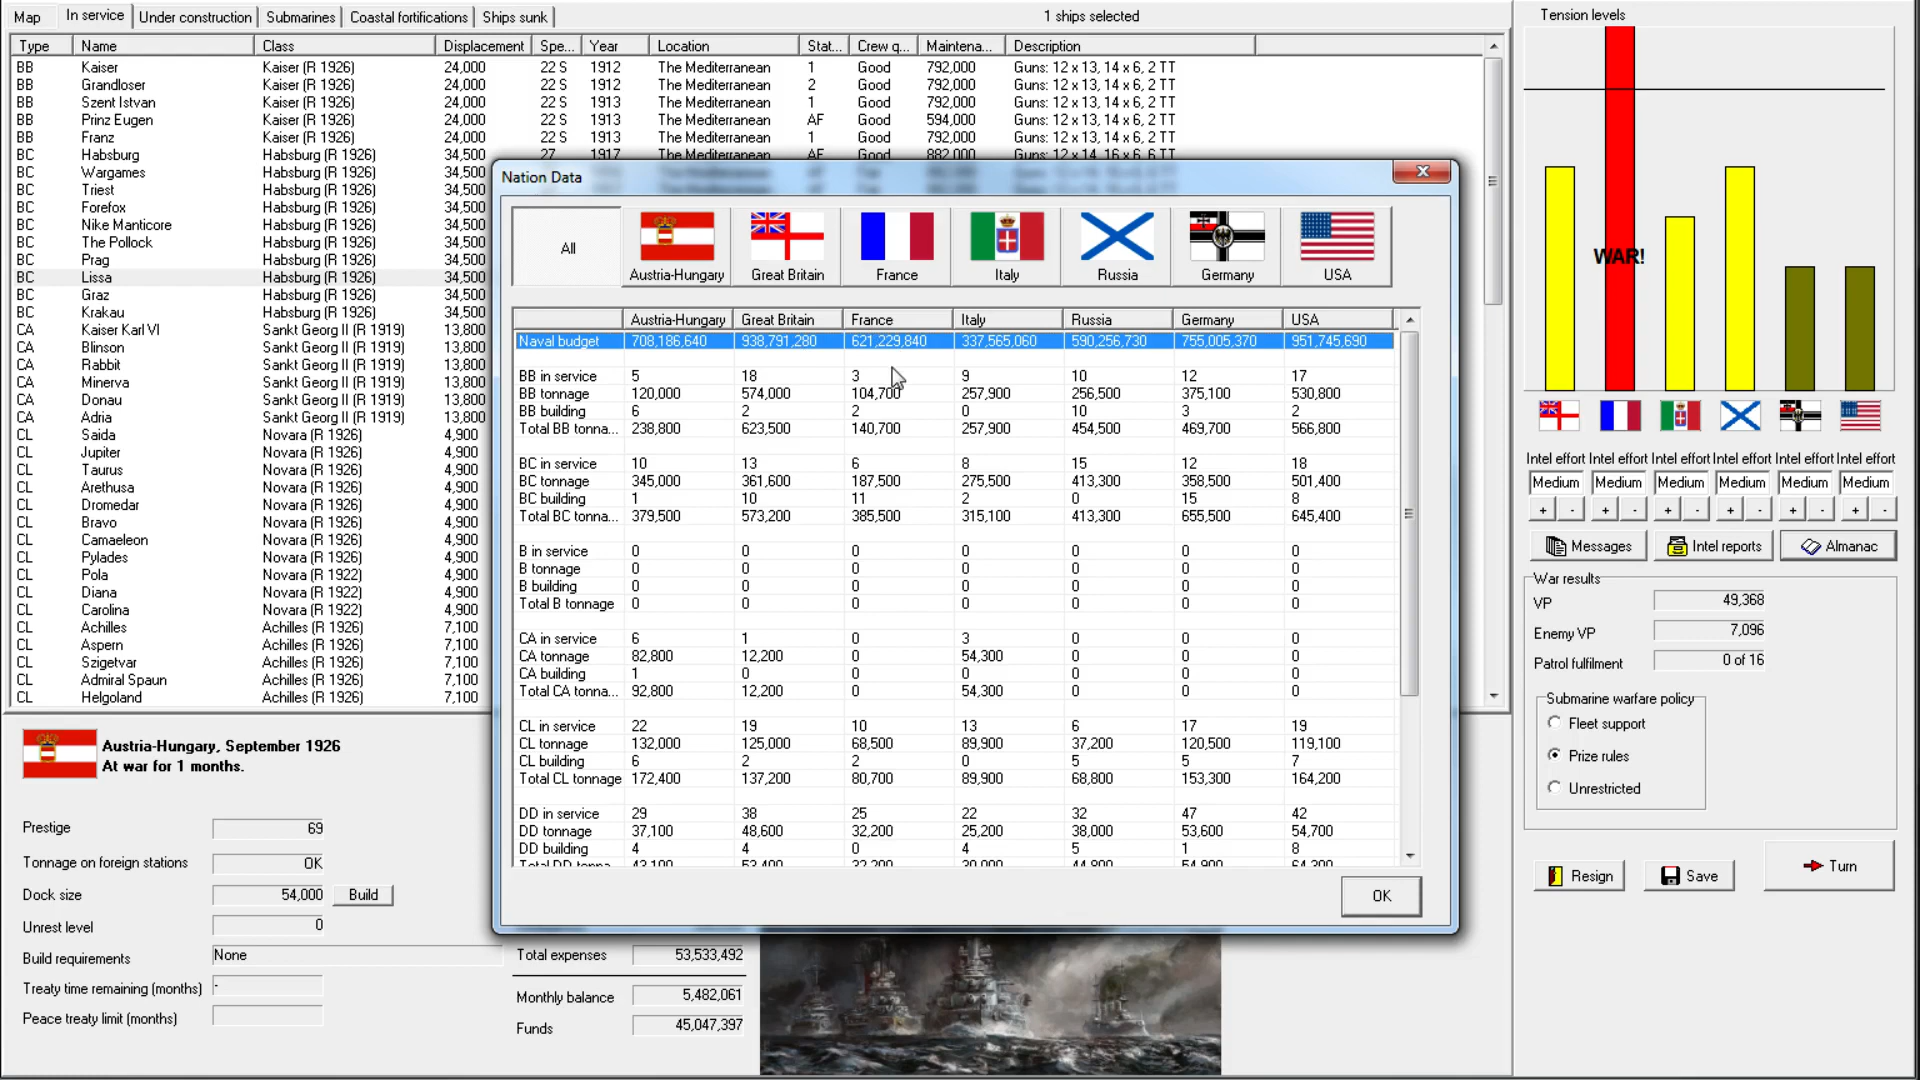 Map In service Under construction Submarines Coastal fortifications Ships sunk 1 ships selected
Type Name Class Displacement Spe... Year Location Stat... Crew q... Maintena... Description
BB Kaiser Kaiser (R 1926) 24,000 22 S 1912 The Mediterranean 1 Good 792,000 Guns: 12 x 13, 14 x 6, 2 TT
BB Grandloser Kaiser (R 1926) 24,000 22 S 1912 The Mediterranean 2 Good 792,000 Guns: 12 x 13, 14 x 6, 2 TT
BB Szent Istvan Kaiser (R 1926) 24,000 22 S 1913 The Mediterranean 1 Good 792,000 Guns: 12 x 13, 14 x 6, 2 TT
BB Prinz Eugen Kaiser (R 1926) 24,000 22 S 1913 The Mediterranean AF Good 594,000 Guns: 12 x 13, 14 x 6, 2 TT
BB Franz Kaiser (R 1926) 24,000 22 S 1913 The Mediterranean 1 Good 792,000 Guns: 12 x 13, 14 x 6, 2 TT
BC Habsburg Habsburg (R 1926) 34,500 27 1917 The Mediterranean AF Good 882,000 Guns: 12 x 14, 16 x 6, 6 TT
BC Wargames Habsburg (R 1926) 34,500
BC Triest Habsburg (R 1926) 34,500
BC Forefox Habsburg (R 1926) 34,500
BC Nike Manticore Habsburg (R 1926) 34,500
BC The Pollock Habsburg (R 1926) 34,500
BC Prag Habsburg (R 1926) 34,500
BC Lissa Habsburg (R 1926) 34,500
BC Graz Habsburg (R 1926) 34,500
BC Krakau Habsburg (R 1926) 34,500
CA Kaiser Karl VI Sankt Georg II (R 1919) 13,800
CA Blinson Sankt Georg II (R 1919) 13,800
CA Rabbit Sankt Georg II (R 1919) 13,800
CA Minerva Sankt Georg II (R 1919) 13,800
CA Donau Sankt Georg II (R 1919) 13,800
CA Adria Sankt Georg II (R 1919) 13,800
CL Saida Novara (R 1926) 4,900
CL Jupiter Novara (R 1926) 4,900
CL Taurus Novara (R 1926) 4,900
CL Arethusa Novara (R 1926) 4,900
CL Dromedar Novara (R 1926) 4,900
CL Bravo Novara (R 1926) 4,900
CL Camaeleon Novara (R 1926) 4,900
CL Pylades Novara (R 1926) 4,900
CL Pola Novara (R 1922) 4,900
CL Diana Novara (R 1922) 4,900
CL Carolina Novara (R 1922) 4,900
CL Achilles Achilles (R 1926) 7,100
CL Aspern Achilles (R 1926) 7,100
CL Szigetvar Achilles (R 1926) 7,100
CL Admiral Spaun Achilles (R 1926) 7,100
CL Helgoland Achilles (R 1926) 7,100
Nation Data
All Austria-Hungary Great Britain France Italy Russia Germany USA
Austria-Hungary Great Britain France Italy Russia Germany USA
Naval budget 708,186,640 938,791,280 621,229,840 337,565,060 590,256,730 755,005,370 951,745,690
BB in service 5 18 3 9 10 12 17
BB tonnage 120,000 574,000 104,700 257,900 256,500 375,100 530,800
BB building 6 2 2 0 10 3 2
Total BB tonna... 238,800 623,500 140,700 257,900 454,500 469,700 566,800
BC in service 10 13 6 8 15 12 18
BC tonnage 345,000 361,600 187,500 275,500 413,300 358,500 501,400
BC building 1 10 11 2 0 15 8
Total BC tonna... 379,500 573,200 385,500 315,100 413,300 655,500 645,400
B in service 0 0 0 0 0 0 0
B tonnage 0 0 0 0 0 0 0
B building 0 0 0 0 0 0 0
Total B tonnage 0 0 0 0 0 0 0
CA in service 6 1 0 3 0 0 0
CA tonnage 82,800 12,200 0 54,300 0 0 0
CA building 1 0 0 0 0 0 0
Total CA tonna... 92,800 12,200 0 54,300 0 0 0
CL in service 22 19 10 13 6 17 19
CL tonnage 132,000 125,000 68,500 89,900 37,200 120,500 119,100
CL building 6 2 2 0 5 5 7
Total CL tonnage 172,400 137,200 80,700 89,900 68,800 153,300 164,200
DD in service 29 38 25 22 32 47 42
DD tonnage 37,100 48,600 32,200 25,200 38,000 53,600 54,700
DD building 4 4 0 4 5 1 8
Total DD tonna... 43,100 53,400 32,200 30,000 44,800 54,900 64,300
OK
Tension levels
WAR!
Intel effort Intel effort Intel effort Intel effort Intel effort Intel effort
Medium Medium Medium Medium Medium Medium
+ - + - + - + - + - + -
Messages Intel reports Almanac
War results
VP 49,368
Enemy VP 7,096
Patrol fulfilment 0 of 16
Submarine warfare policy
Fleet support
Prize rules
Unrestricted
Resign Save Turn
Austria-Hungary, September 1926
At war for 1 months.
Prestige 69
Tonnage on foreign stations OK
Dock size 54,000 Build
Unrest level 0
Build requirements None
Treaty time remaining (months) -
Peace treaty limit (months)
Total expenses 53,533,492
Monthly balance 5,482,061
Funds 45,047,397